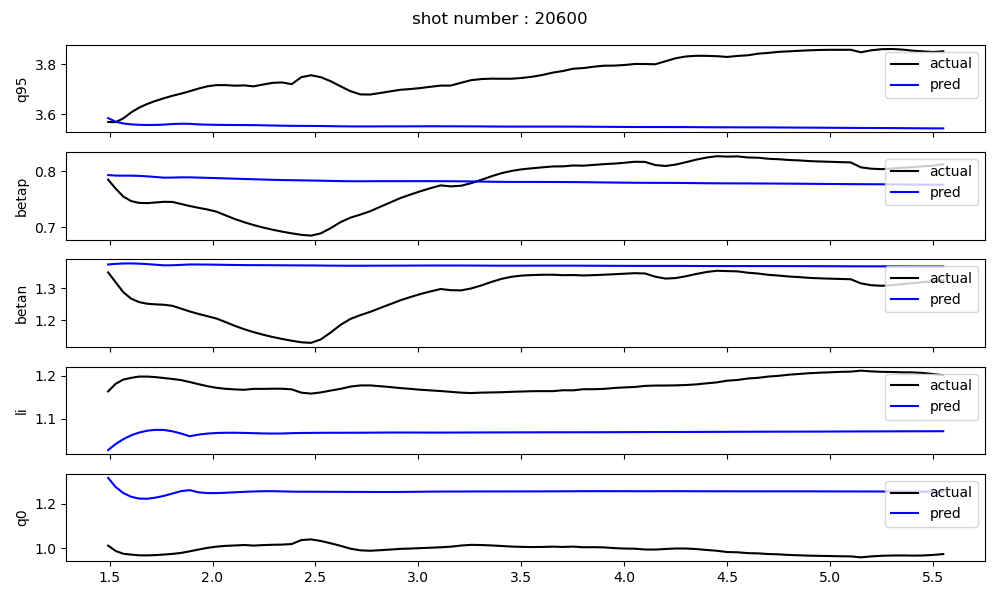 shot number : 20600
q95
3.8
3.6
actual
pred
betap
0.8
0.7
actual
pred
betan
1.3
1.2
actual
pred
li
1.2
1.1
actual
pred
q0
1.2
1.0
actual
pred
1.5 2.0 2.5 3.0 3.5 4.0 4.5 5.0 5.5